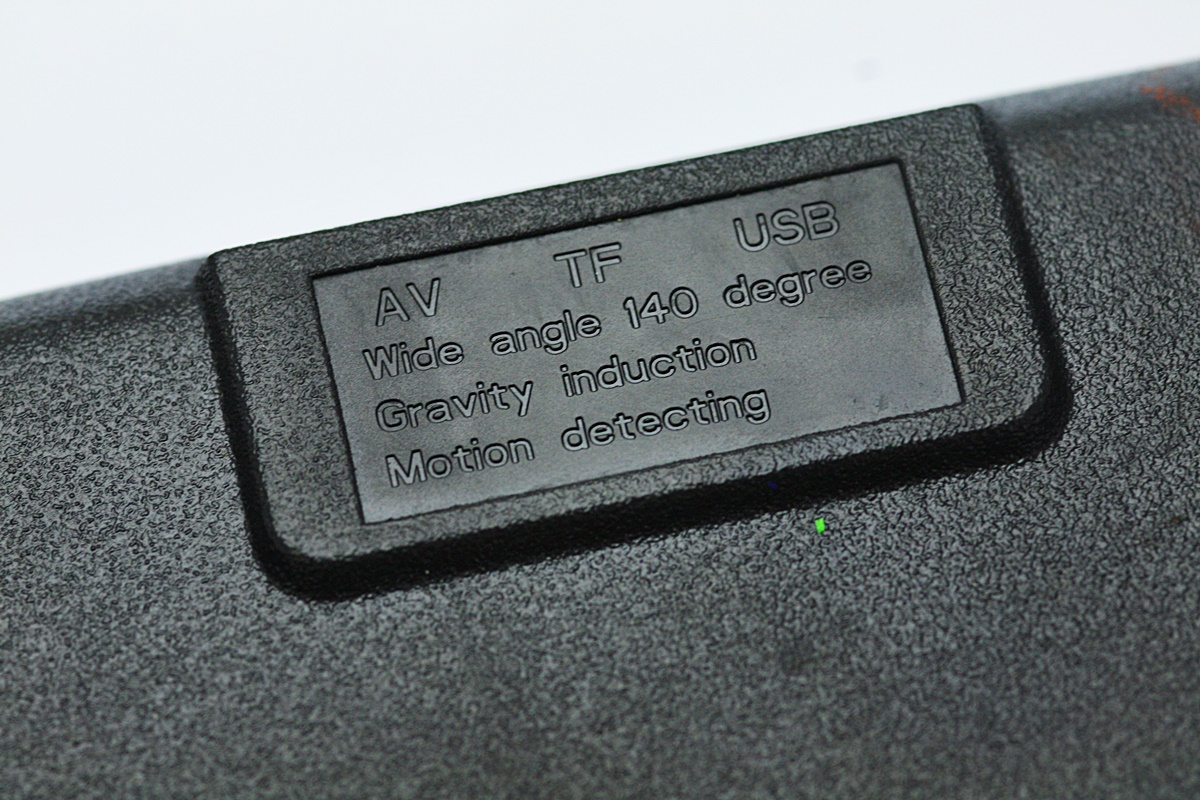 AV TF USB
Wide angle 140 degree
Gravity induction
Motion detecting